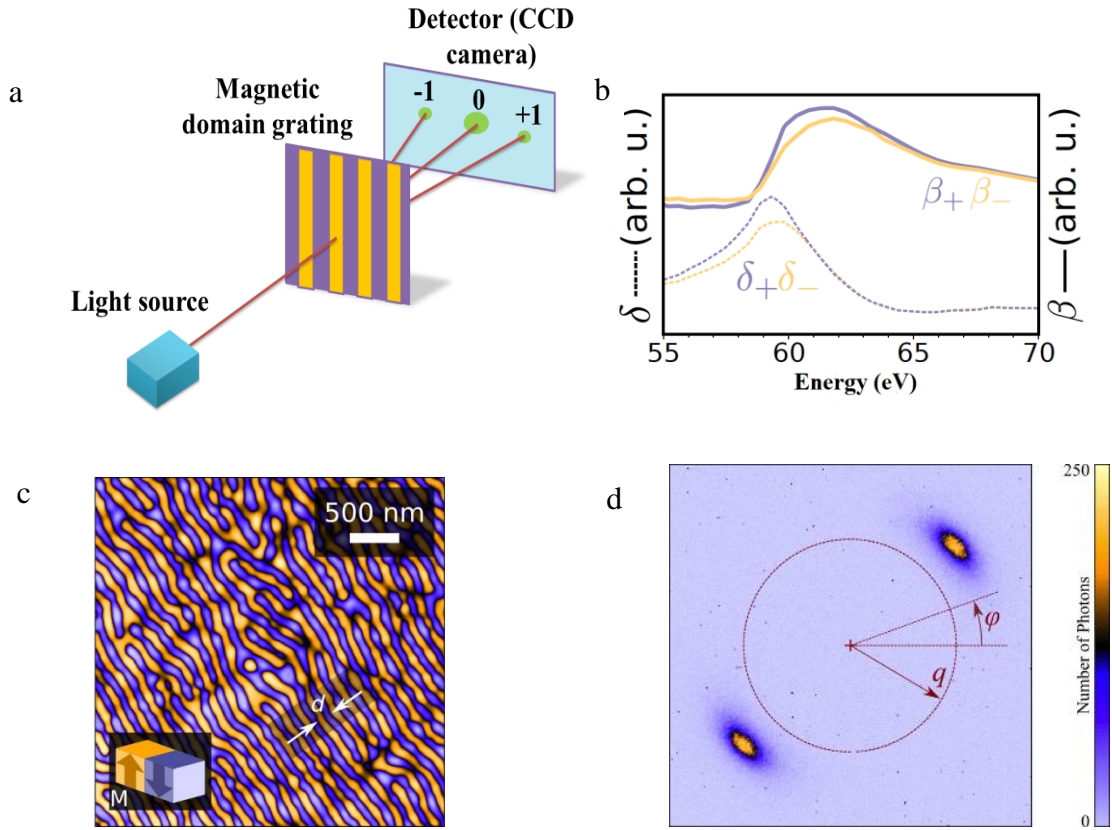 a
Detector (CCD
camera)
Magnetic
domain grating
-1
0
+1
Light source
b
δ ------(arb. u.)
β₊ β₋
δ₊ δ₋
β —(arb. u.)
55 60 65 70
Energy (eV)
c
500 nm
d
M
d
φ
q
250
Number of Photons
0